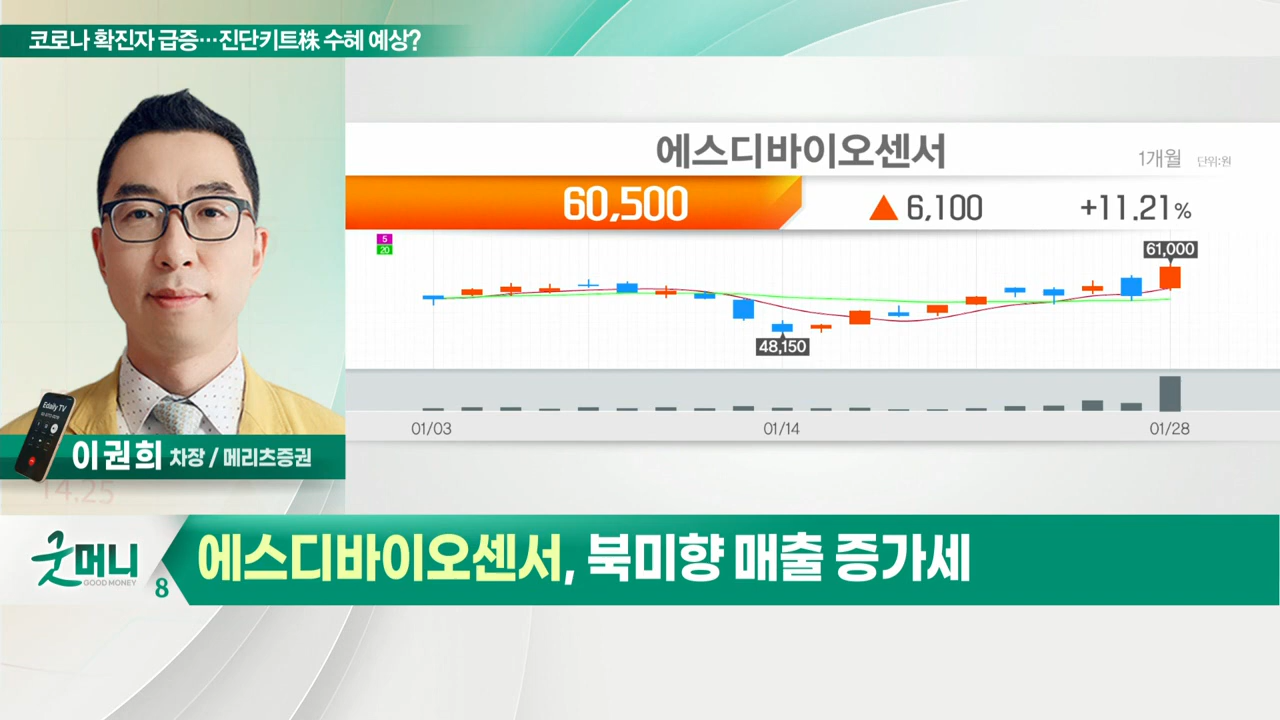 코로나 확진자 급증…진단키트株 수혜 예상?
에스디바이오센서
1개월 단위:원
60,500 ▲ 6,100 +11.21%
5
20
61,000
48,150
01/03 01/14 01/28
Edaily TV
이권희 차장 / 메리츠증권
14.25
굿머니
GOOD MONEY
8
에스디바이오센서, 북미향 매출 증가세